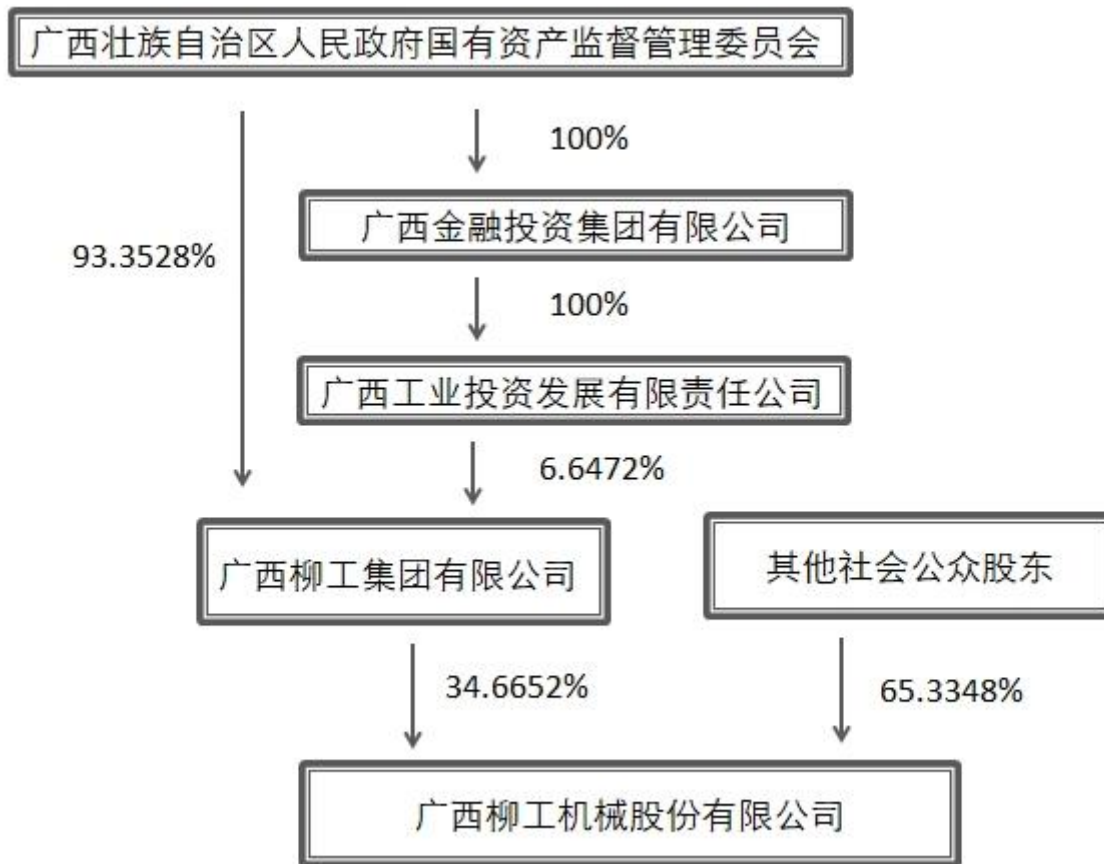 广西壮族自治区人民政府国有资产监督管理委员会
100%
广西金融投资集团有限公司
93.3528%
100%
广西工业投资发展有限责任公司
6.6472%
广西柳工集团有限公司
其他社会公众股东
34.6652%
65.3348%
广西柳工机械股份有限公司